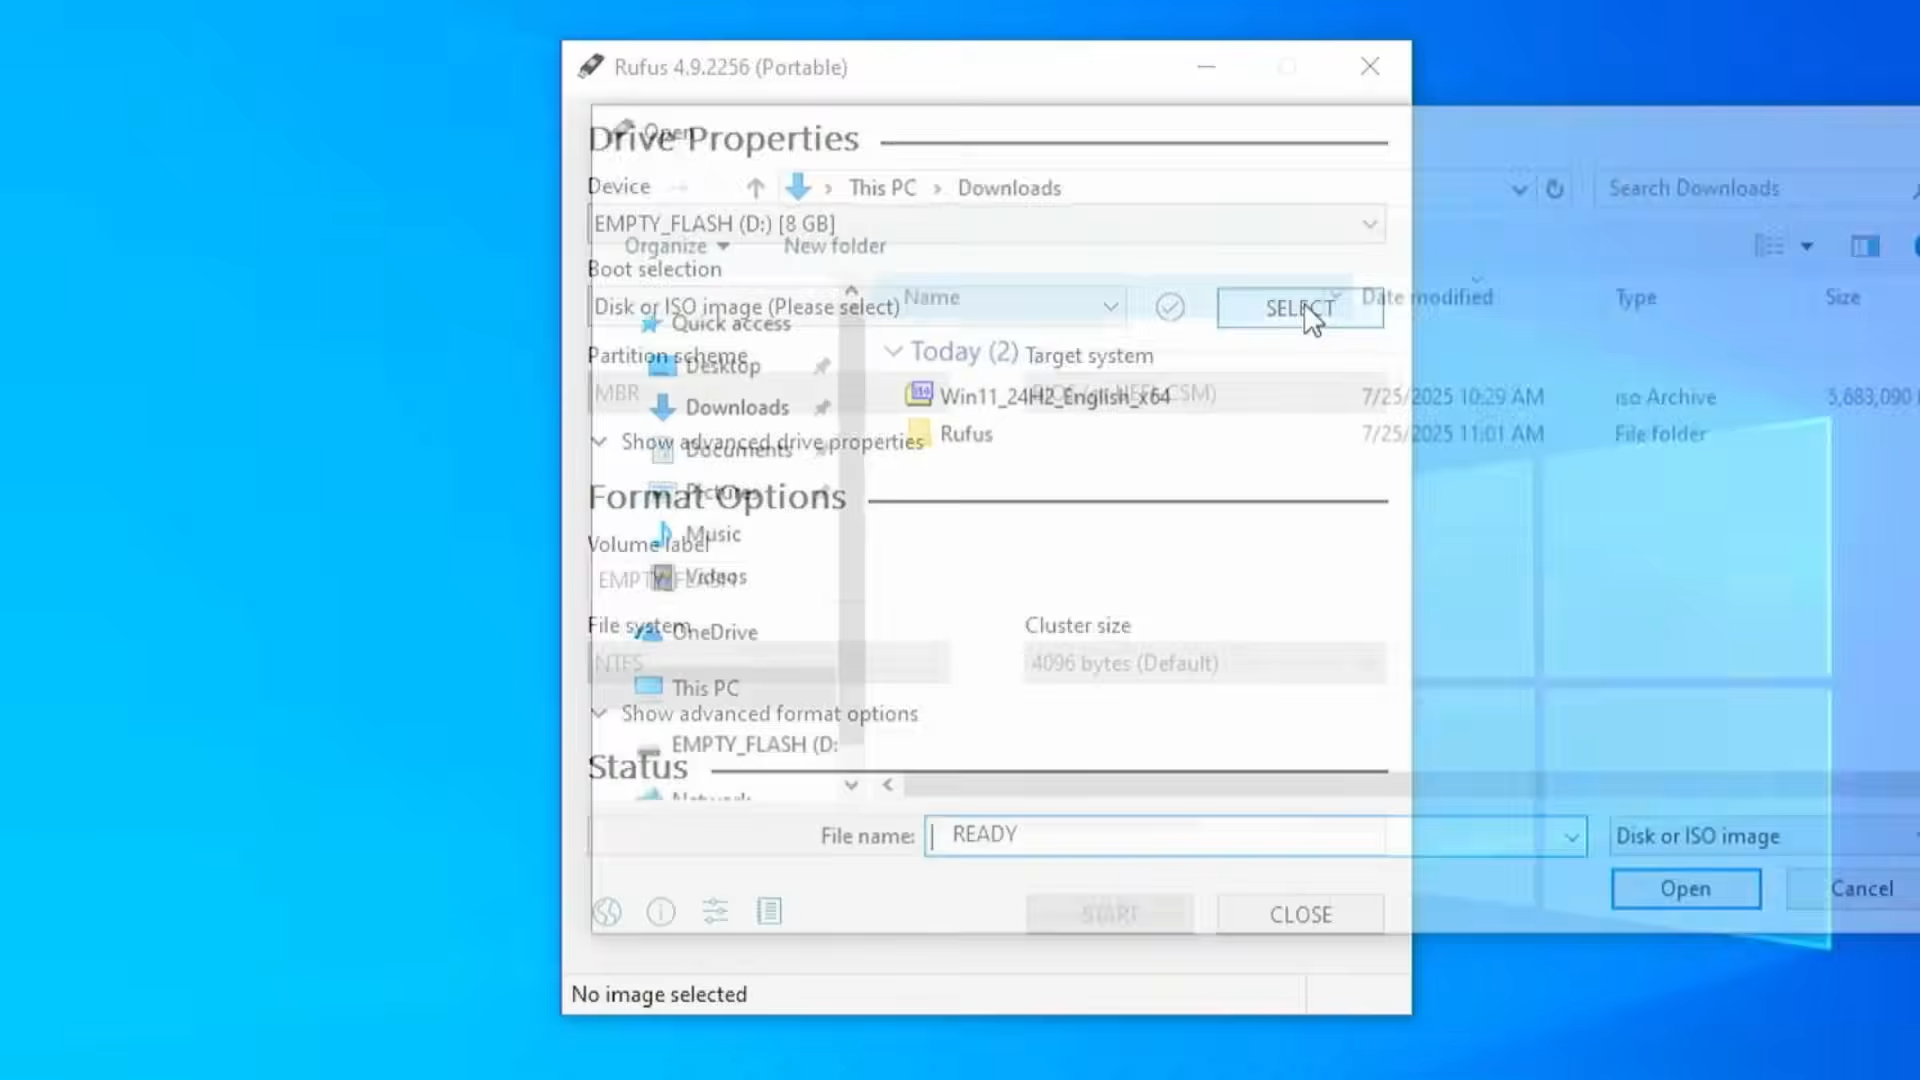 Rufus 4.9.2256 (Portable)
Open
Drive Properties
Device
This PC > Downloads
Search Downloads
EMPTY_FLASH (D:) [8 GB]
Organize
New folder
Boot selection
Disk or ISO image (Please select)
SELECT
Name
Date modified
Type
Size
Quick access
Partition scheme
Target system
Today (2)
Desktop
MBR
Win11_24H2_English_x64
7/25/2025 10:29 AM
iso Archive
5,683,090
Downloads
Rufus
7/25/2025 11:01 AM
File folder
Show advanced drive properties
Documents
Format Options
Pictures
Music
Volume label
EMPTY_FLASH
Videos
File system
OneDrive
Cluster size
NTFS
4096 bytes (Default)
This PC
Show advanced format options
EMPTY_FLASH (D:
Status
Network
File name:
READY
Disk or ISO image
Open
Cancel
START
CLOSE
No image selected